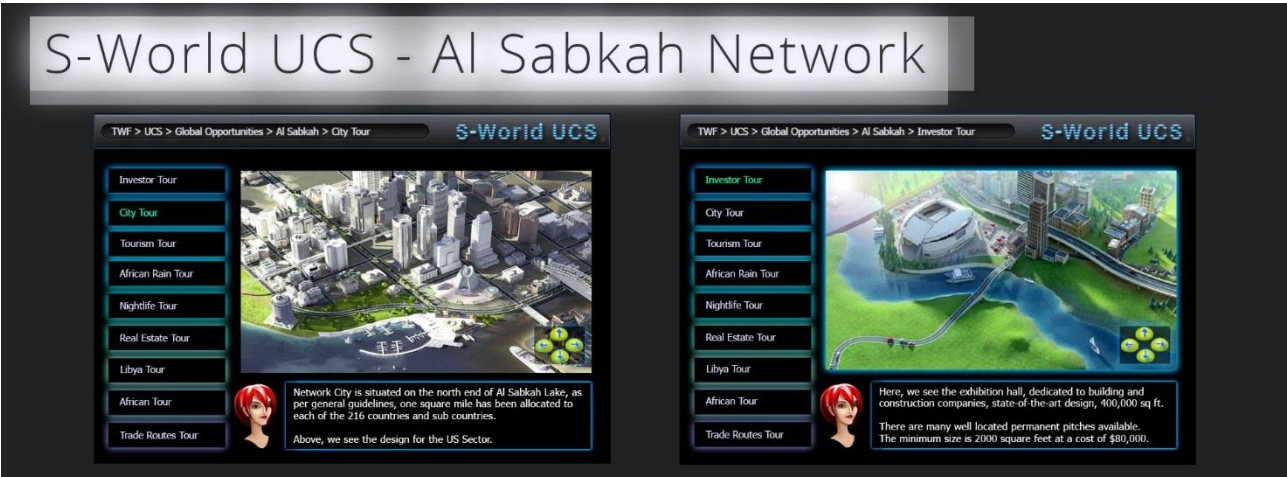 S-World UCS - Al Sabkah Network
TWF > UCS > Global Opportunities > Al Sabkah > City Tour
S-World UCS
Investor Tour
City Tour
Tourism Tour
African Rain Tour
Nightlife Tour
Real Estate Tour
Libya Tour
African Tour
Trade Routes Tour
Network City is situated on the north end of Al Sabkah Lake, as
per general guidelines, one square mile has been allocated to
each of the 216 countries and sub countries.
Above, we see the design for the US Sector.
TWF > UCS > Global Opportunities > Al Sabkah > Investor Tour
S-World UCS
Investor Tour
City Tour
Tourism Tour
African Rain Tour
Nightlife Tour
Real Estate Tour
Libya Tour
African Tour
Trade Routes Tour
Here, we see the exhibition hall, dedicated to building and
construction companies, state-of-the-art design, 400,000 sq ft.
There are many well located permanent pitches available.
The minimum size is 2000 square feet at a cost of $80,000.